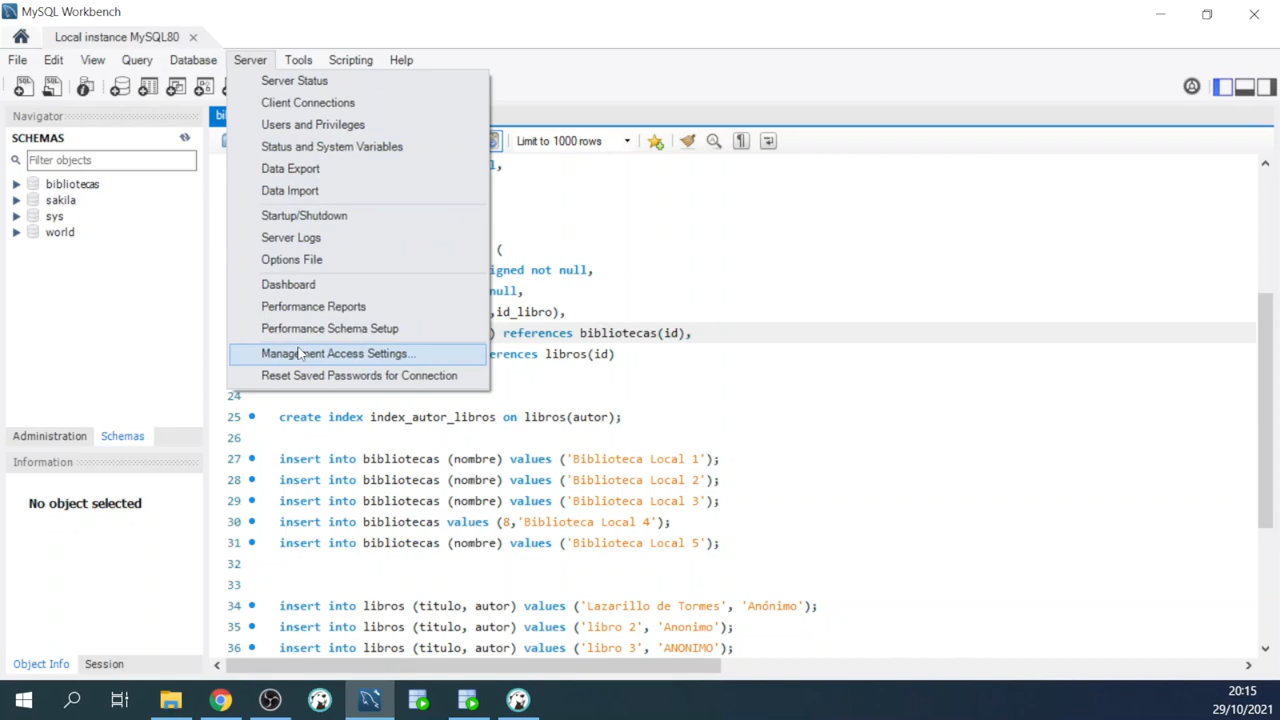 MySQL Workbench
Local instance MySQL80
File Edit View Query Database Server Tools Scripting Help
Server Status
Client Connections
Users and Privileges
Status and System Variables
Data Export
Data Import
Startup/Shutdown
Server Logs
Options File
Dashboard
Performance Reports
Performance Schema Setup
Management Access Settings...
Reset Saved Passwords for Connection
Navigator
SCHEMAS
Filter objects
bibliotecas
sakila
sys
world
Administration Schemas
Information
No object selected
Object Info Session
Limit to 1000 rows
l,
(
igned not null,
null,
,id_libro),
) references bibliotecas(id),
erences libros(id)
24
25 create index index_autor_libros on libros(autor);
26
27 insert into bibliotecas (nombre) values ('Biblioteca Local 1');
28 insert into bibliotecas (nombre) values ('Biblioteca Local 2');
29 insert into bibliotecas (nombre) values ('Biblioteca Local 3');
30 insert into bibliotecas values (8,'Biblioteca Local 4');
31 insert into bibliotecas (nombre) values ('Biblioteca Local 5');
32
33
34 insert into libros (titulo, autor) values ('Lazarillo de Tormes', 'Anónimo');
35 insert into libros (titulo, autor) values ('libro 2', 'Anonimo');
36 insert into libros (titulo, autor) values ('libro 3', 'ANONIMO');
20:15
29/10/2021